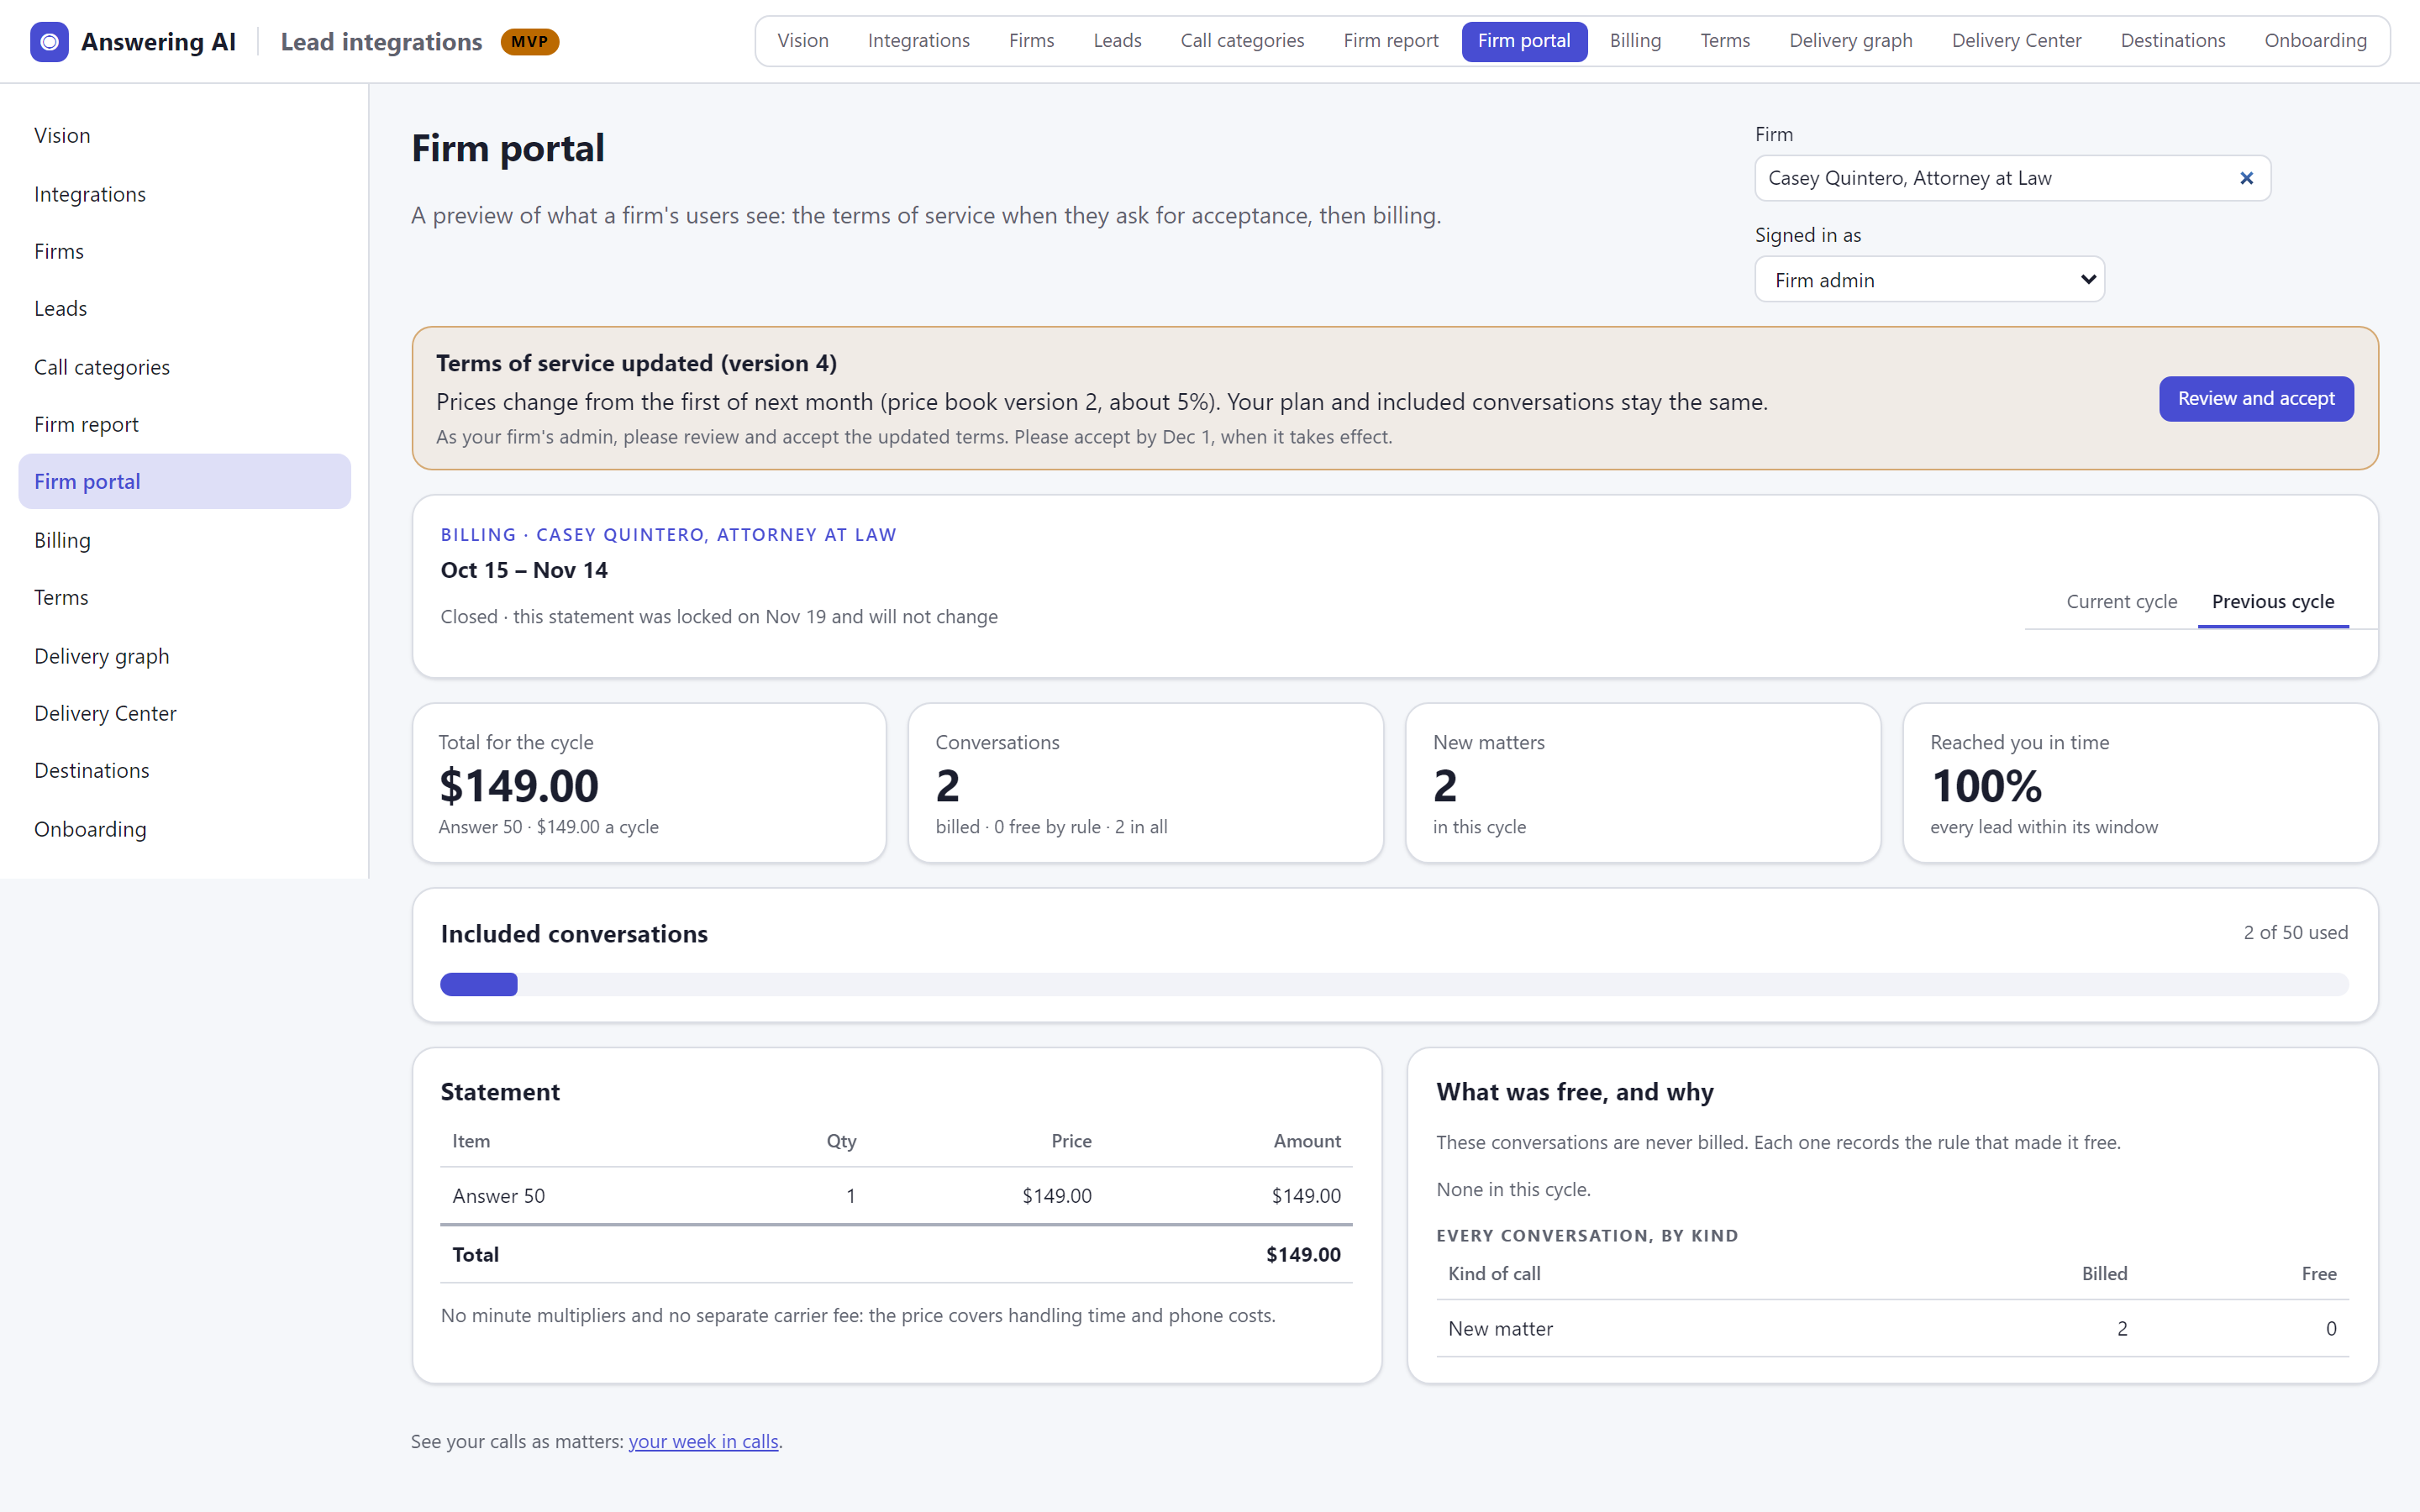 Answering AI
Lead integrations
MVP
Vision
Integrations
Firms
Leads
Call categories
Firm report
Firm portal
Billing
Terms
Delivery graph
Delivery Center
Destinations
Onboarding
Vision
Integrations
Firms
Leads
Call categories
Firm report
Firm portal
Billing
Terms
Delivery graph
Delivery Center
Destinations
Onboarding
Firm portal
A preview of what a firm's users see: the terms of service when they ask for acceptance, then billing.
Firm
Casey Quintero, Attorney at Law
Signed in as
Firm admin
Terms of service updated (version 4)
Prices change from the first of next month (price book version 2, about 5%). Your plan and included conversations stay the same.
As your firm's admin, please review and accept the updated terms. Please accept by Dec 1, when it takes effect.
Review and accept
BILLING · CASEY QUINTERO, ATTORNEY AT LAW
Oct 15 – Nov 14
Closed · this statement was locked on Nov 19 and will not change
Current cycle
Previous cycle
Total for the cycle
$149.00
Answer 50 · $149.00 a cycle
Conversations
2
billed · 0 free by rule · 2 in all
New matters
2
in this cycle
Reached you in time
100%
every lead within its window
Included conversations
2 of 50 used
Statement
Item Qty Price Amount
Answer 50 1 $149.00 $149.00
Total $149.00
No minute multipliers and no separate carrier fee: the price covers handling time and phone costs.
What was free, and why
These conversations are never billed. Each one records the rule that made it free.
None in this cycle.
EVERY CONVERSATION, BY KIND
Kind of call Billed Free
New matter 2 0
See your calls as matters: your week in calls.